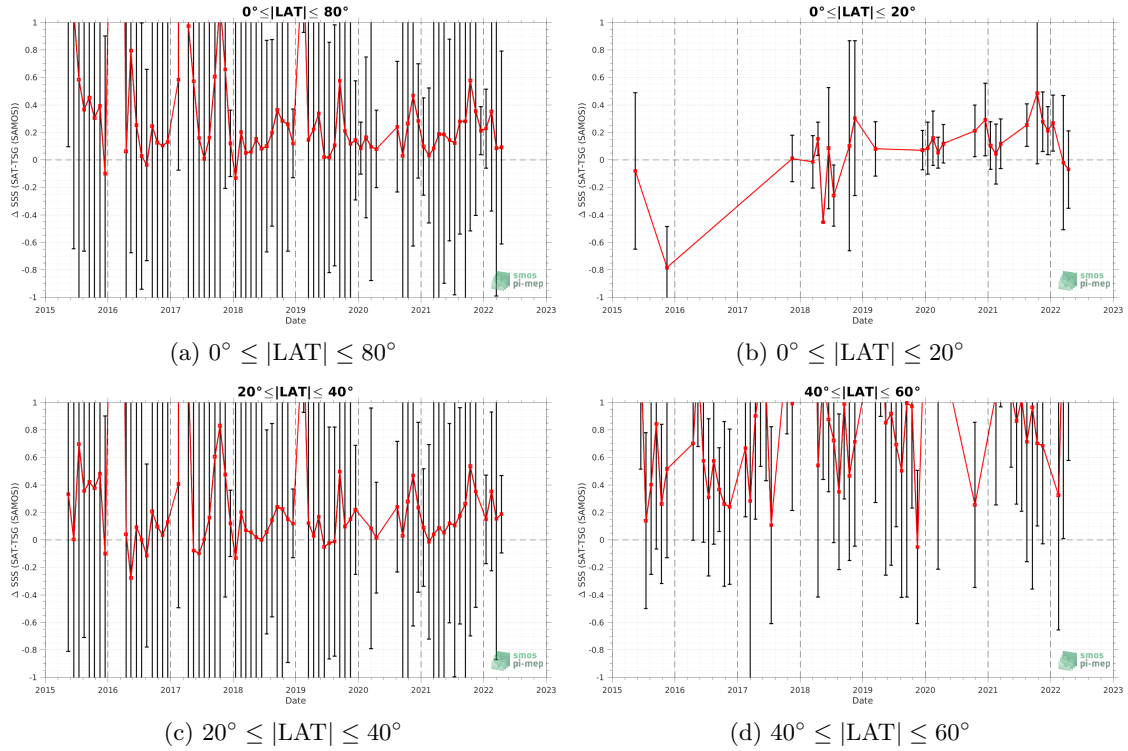 0°≤|LAT|≤ 80°
Δ SSS (SAT-TSG (SAMOS))
1
0.8
0.6
0.4
0.2
0
-0.2
-0.4
-0.6
-0.8
-1
2015 2016 2017 2018 2019 2020 2021 2022 2023
Date
smos
pi-mep
(a) 0° ≤ |LAT| ≤ 80°
0°≤|LAT|≤ 20°
Δ SSS (SAT-TSG (SAMOS))
1
0.8
0.6
0.4
0.2
0
-0.2
-0.4
-0.6
-0.8
-1
2015 2016 2017 2018 2019 2020 2021 2022 2023
Date
smos
pi-mep
(b) 0° ≤ |LAT| ≤ 20°
20°≤|LAT|≤ 40°
Δ SSS (SAT-TSG (SAMOS))
1
0.8
0.6
0.4
0.2
0
-0.2
-0.4
-0.6
-0.8
-1
2015 2016 2017 2018 2019 2020 2021 2022 2023
Date
smos
pi-mep
(c) 20° ≤ |LAT| ≤ 40°
40°≤|LAT|≤ 60°
Δ SSS (SAT-TSG (SAMOS))
1
0.8
0.6
0.4
0.2
0
-0.2
-0.4
-0.6
-0.8
-1
2015 2016 2017 2018 2019 2020 2021 2022 2023
Date
smos
pi-mep
(d) 40° ≤ |LAT| ≤ 60°